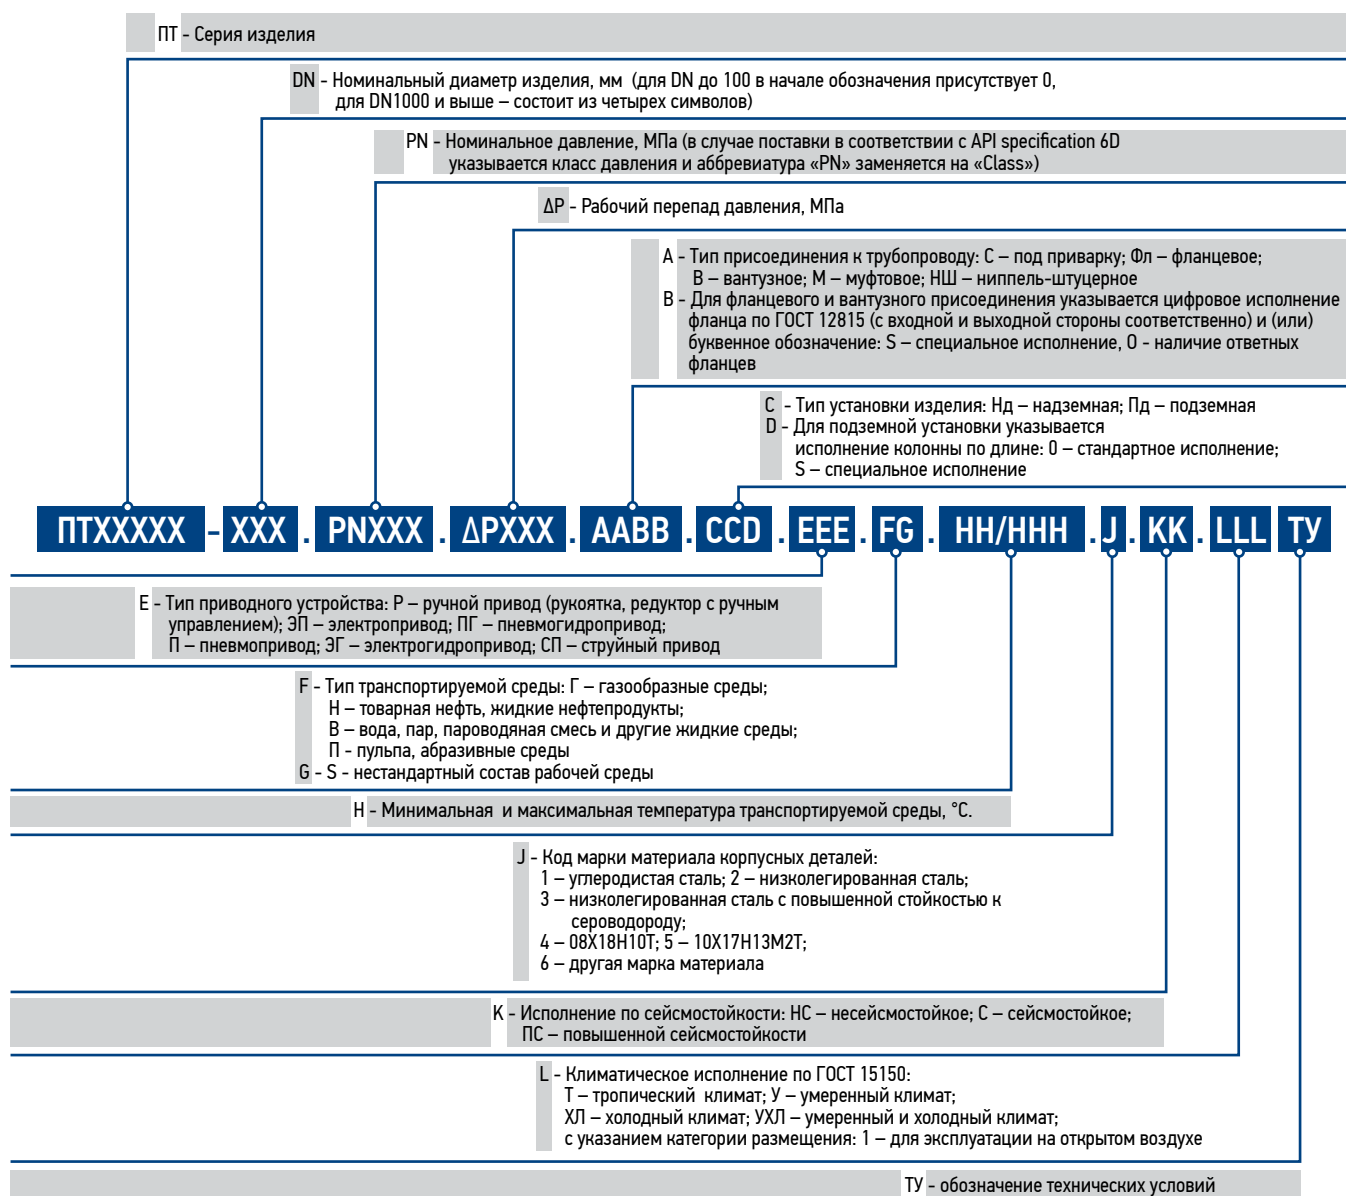 ПТ - Серия изделия
DN - Номинальный диаметр изделия, мм (для DN до 100 в начале обозначения присутствует 0,
для DN1000 и выше – состоит из четырех символов)
PN - Номинальное давление, МПа (в случае поставки в соответствии с API specification 6D
указывается класс давления и аббревиатура «PN» заменяется на «Class»)
ΔP - Рабочий перепад давления, МПа
A - Тип присоединения к трубопроводу: С – под приварку; Фл – фланцевое;
В – вантузное; М – муфтовое; НШ – ниппель-штуцерное
B - Для фланцевого и вантузного присоединения указывается цифровое исполнение
фланца по ГОСТ 12815 (с входной и выходной стороны соответственно) и (или)
буквенное обозначение: S – специальное исполнение, О - наличие ответных
фланцев
C - Тип установки изделия: Нд – надземная; Пд – подземная
D - Для подземной установки указывается
исполнение колонны по длине: 0 – стандартное исполнение;
S – специальное исполнение
ПТXXXXX - XXX . PNXXX . ΔPXXX . AABB . CCD . EEE . FG . HH/HHH . J . KK . LLL ТУ
E - Тип приводного устройства: Р – ручной привод (рукоятка, редуктор с ручным
управлением); ЭП – электропривод; ПГ – пневмогидропривод;
П – пневмопривод; ЭГ – электрогидропривод; СП – струйный привод
F - Тип транспортируемой среды: Г – газообразные среды;
Н – товарная нефть, жидкие нефтепродукты;
В – вода, пар, пароводяная смесь и другие жидкие среды;
П - пульпа, абразивные среды
G - S - нестандартный состав рабочей среды
H - Минимальная и максимальная температура транспортируемой среды, °С.
J - Код марки материала корпусных деталей:
1 – углеродистая сталь; 2 – низколегированная сталь;
3 – низколегированная сталь с повышенной стойкостью к
сероводороду;
4 – 08Х18Н10Т; 5 – 10Х17Н13М2Т;
6 – другая марка материала
K - Исполнение по сейсмостойкости: НС – несейсмостойкое; С – сейсмостойкое;
ПС – повышенной сейсмостойкости
L - Климатическое исполнение по ГОСТ 15150:
Т – тропический климат; У – умеренный климат;
ХЛ – холодный климат; УХЛ – умеренный и холодный климат;
с указанием категории размещения: 1 – для эксплуатации на открытом воздухе
ТУ - обозначение технических условий